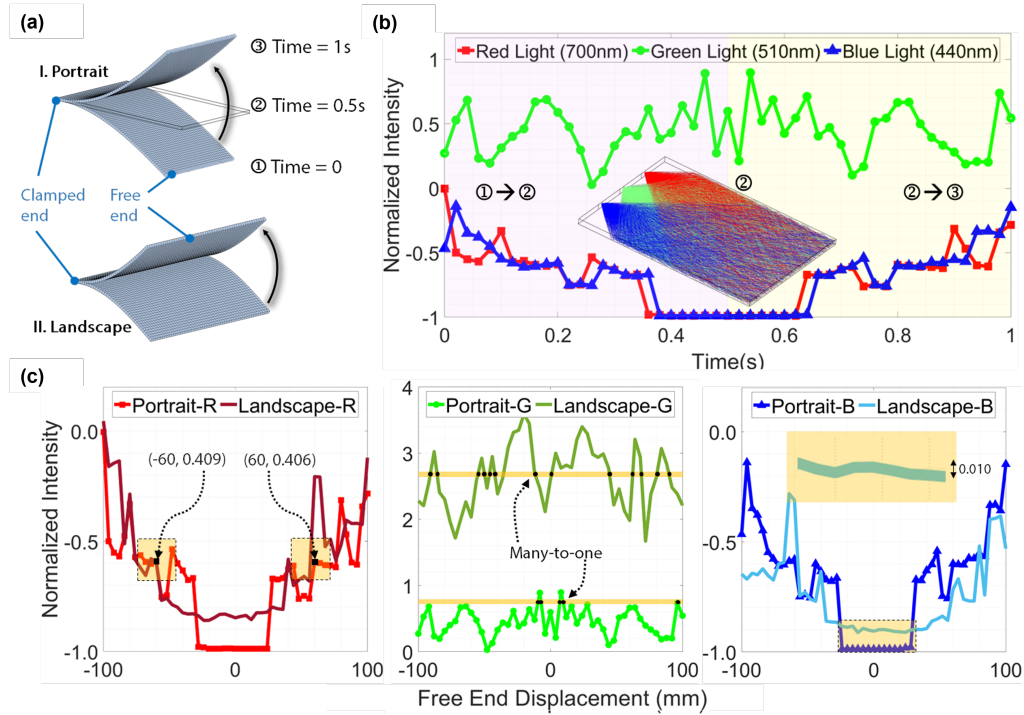 (a)
③ Time = 1s
I. Portrait
② Time = 0.5s
① Time = 0
Clamped end
Free end
II. Landscape
(b)
Red Light (700nm) Green Light (510nm) Blue Light (440nm)
Normalized Intensity
1
0.5
0
-0.5
-1
①→②
②
②→③
0 0.2 0.4 0.6 0.8 1
Time(s)
(c)
Normalized Intensity
Portrait-R Landscape-R
0.0
-0.5
-1.0
(-60, 0.409) (60, 0.406)
-100 0 100
Portrait-G Landscape-G
4
3
2
1
0
Many-to-one
-100 -50 0 50 100
Portrait-B Landscape-B
0.0
-0.5
-1.0
0.010
-100 0 100
Free End Displacement (mm)